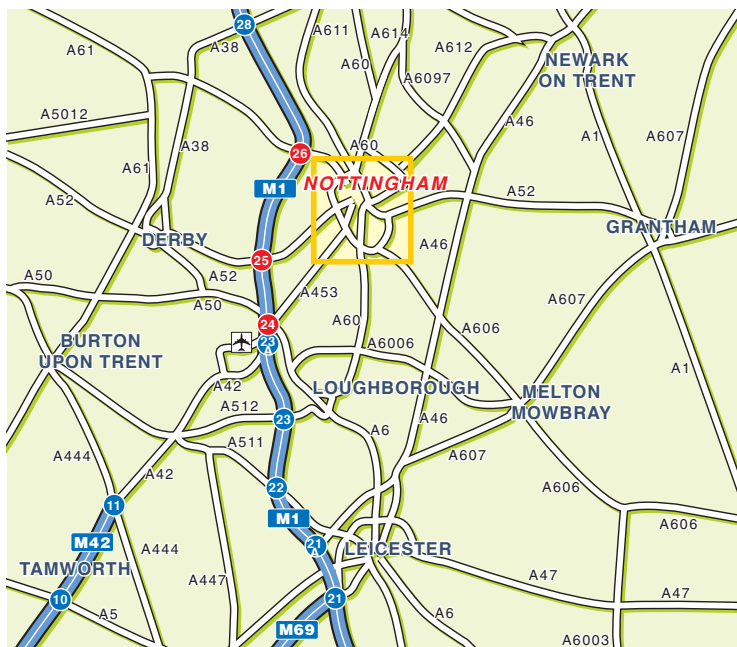 28
A61
A38
A611
A614
A60
A612
A6097
NEWARK
ON TRENT
A5012
A38
A46
A1
A607
A60
26
A61
M1
NOTTINGHAM
A52
A52
DERBY
GRANTHAM
A46
25
A50
A52
A453
A50
A607
24
23
A
A60
A6006
A606
BURTON
UPON TRENT
A1
A42
LOUGHBOROUGH
MELTON
MOWBRAY
A512
23
A46
A511
A6
A444
A42
A607
22
A606
11
M1
A606
M42
21
A
LEICESTER
A444
TAMWORTH
A447
A47
A47
10
A5
21
A6
M69
A6003